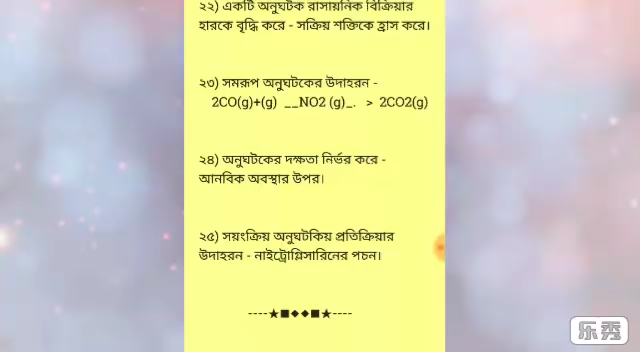 ২২) একটি অনুঘটক রাসায়নিক বিক্রিয়ার
হারকে বৃদ্ধি করে - সক্রিয় শক্তিকে হ্রাস করে।
২৩) সমরূপ অনুঘটকের উদাহরন -
2CO(g)+(g) __NO2 (g)_. > 2CO2(g)
২৪) অনুঘটকের দক্ষতা নির্ভর করে -
আনবিক অবস্থার উপর।
২৫) সয়ংক্রিয় অনুঘটকিয় প্রতিক্রিয়ার
উদাহরন - নাইট্রোগ্লিসারিনের পচন।
----★■◆◆■★----
乐秀